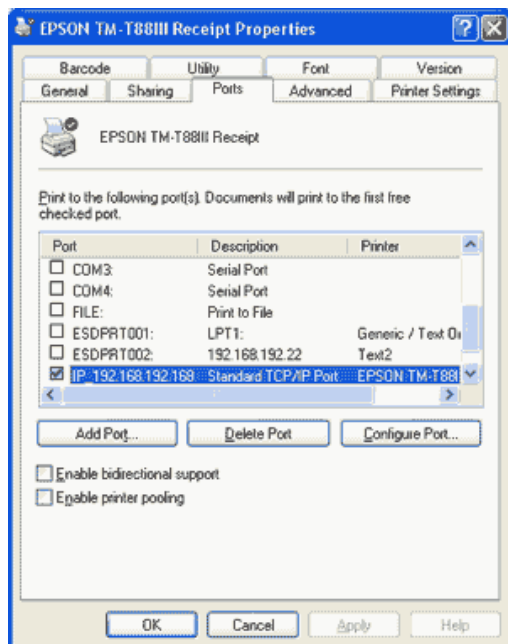 EPSON TM-T88III Receipt Properties
Barcode Utility Font Version
General Sharing Ports Advanced Printer Settings
EPSON TM-T88III Receipt
Print to the following port(s). Documents will print to the first free
checked port.
Port Description Printer
COM3: Serial Port
COM4: Serial Port
FILE: Print to File
ESDPRT001: LPT1: Generic / Text On
ESDPRT002: 192.168.192.22 Text2
IP_192.168.192.168 Standard TCP/IP Port EPSON TM-T88I
Add Port... Delete Port Configure Port...
Enable bidirectional support
Enable printer pooling
OK Cancel Apply Help